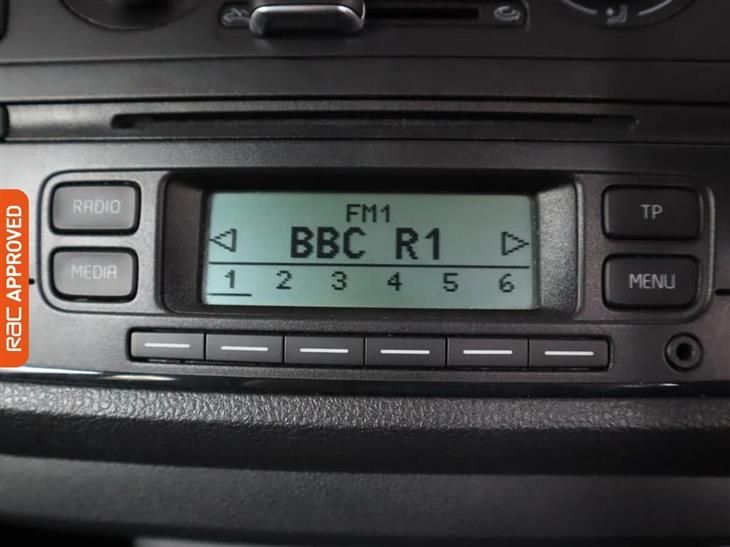 RADIO
MEDIA
FM1
BBC R1
1 2 3 4 5 6
TP
MENU
RAC APPROVED